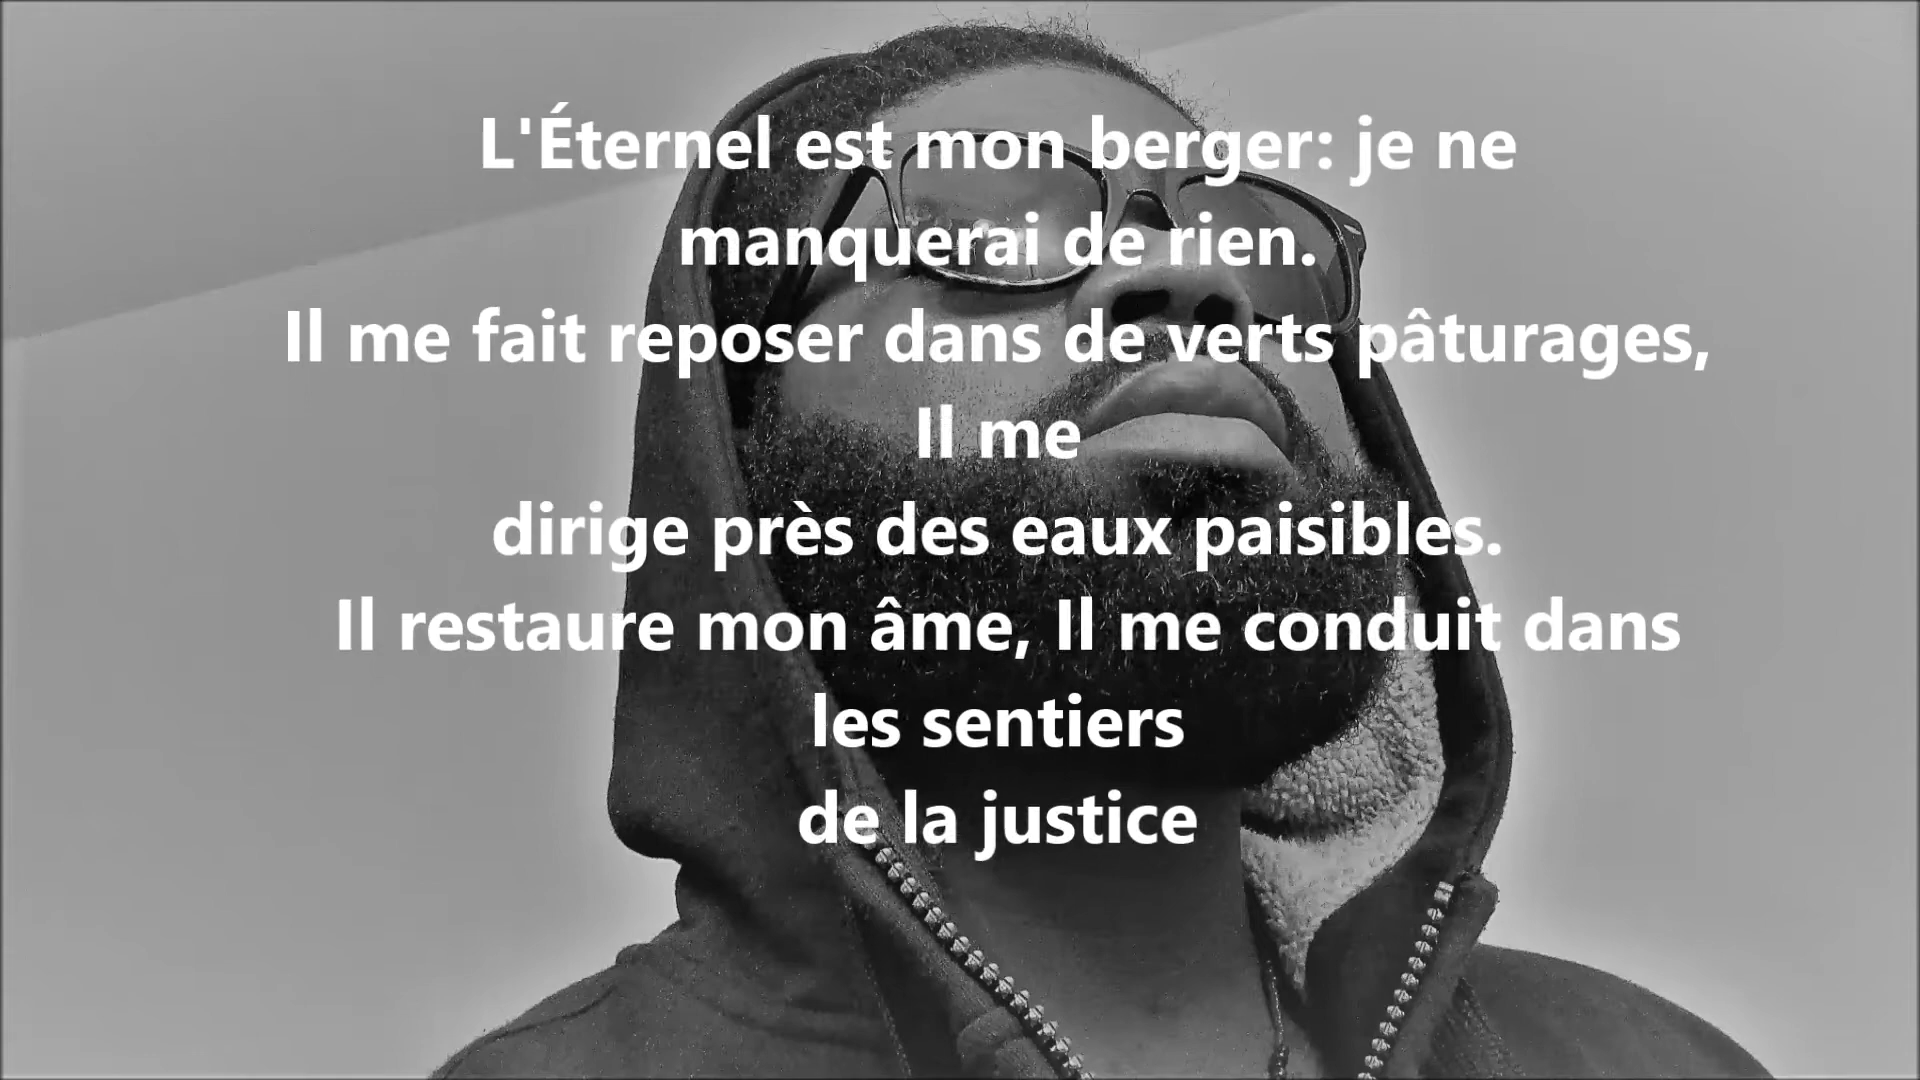 L'Éternel est mon berger: je ne
manquerai de rien.
Il me fait reposer dans de verts pâturages,
Il me
dirige près des eaux paisibles.
Il restaure mon âme, Il me conduit dans
les sentiers
de la justice